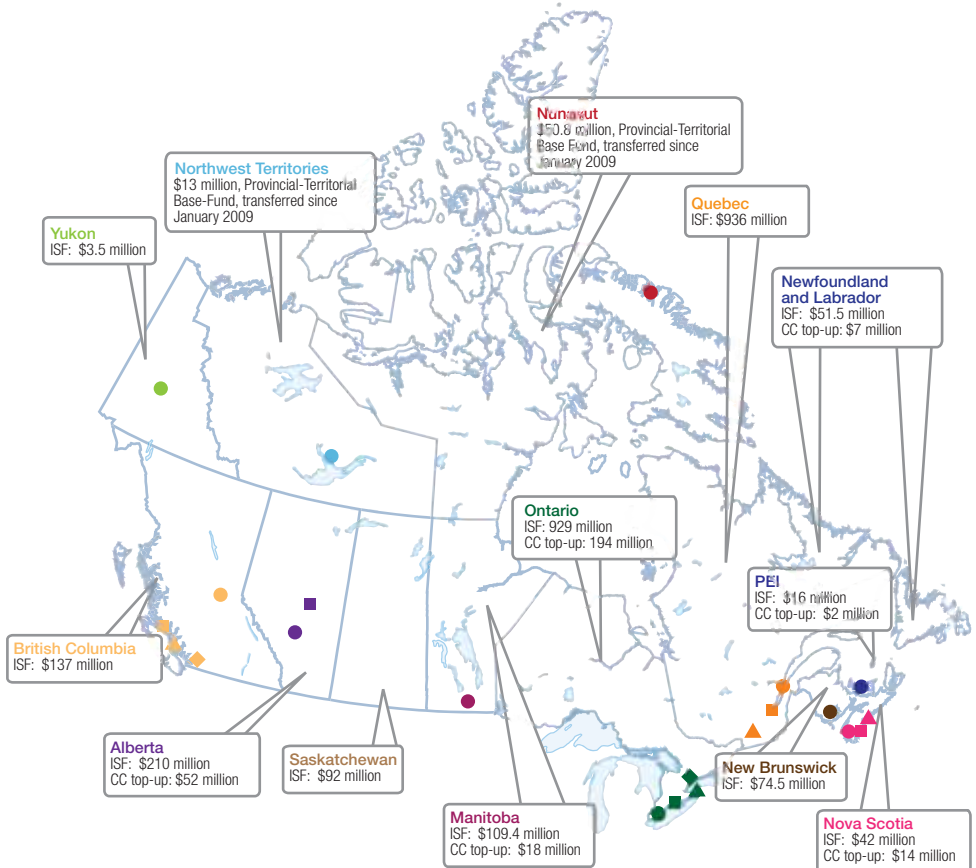 Nunavut
$50.8 million, Provincial-Territorial
Base Fund, transferred since
January 2009
Northwest Territories
$13 million, Provincial-Territorial
Base-Fund, transferred since
January 2009
Quebec
ISF: $936 million
Yukon
ISF: $3.5 million
Newfoundland
and Labrador
ISF: $51.5 million
CC top-up: $7 million
Ontario
ISF: 929 million
CC top-up: 194 million
PEI
ISF: $16 million
CC top-up: $2 million
British Columbia
ISF: $137 million
Alberta
ISF: $210 million
CC top-up: $52 million
Saskatchewan
ISF: $92 million
New Brunswick
ISF: $74.5 million
Manitoba
ISF: $109.4 million
CC top-up: $18 million
Nova Scotia
ISF: $42 million
CC top-up: $14 million